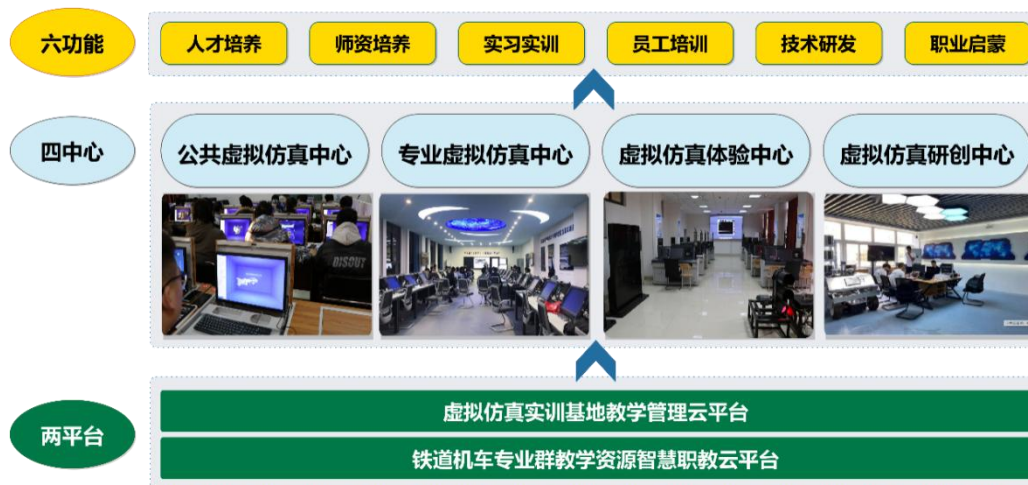 六功能
人才培养
师资培养
实习实训
员工培训
技术研发
职业启蒙
四中心
公共虚拟仿真中心
专业虚拟仿真中心
虚拟仿真体验中心
虚拟仿真研创中心
DISOUT
两平台
虚拟仿真实训基地教学管理云平台
铁道机车专业群教学资源智慧职教云平台